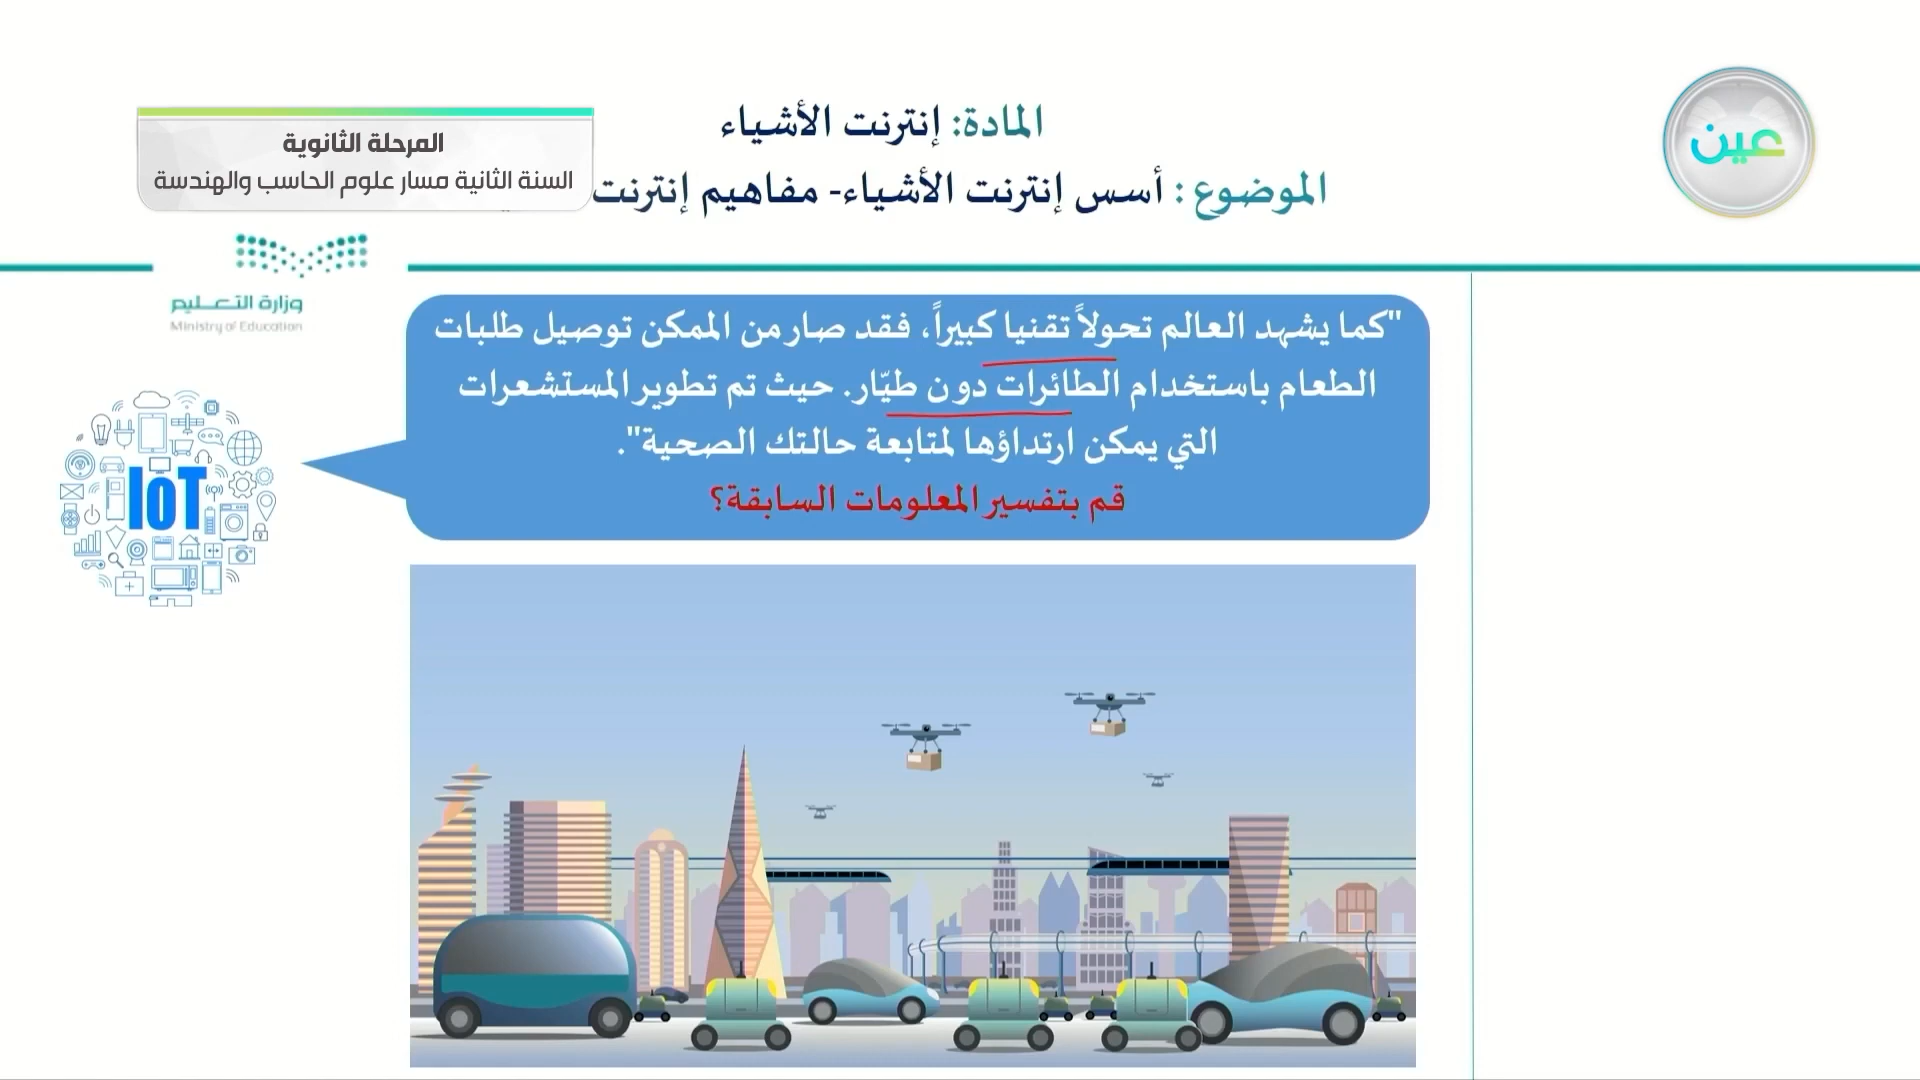 عين
المادة: إنترنت الأشياء
الموضوع : أسس إنترنت الأشياء- مفاهيم إنترنت
المرحلة الثانوية
السنة الثانية مسار علوم الحاسب والهندسة
وزارة التعليم
Ministry of Education
"كما يشهد العالم تحولاً تقنيا كبيراً، فقد صار من الممكن توصيل طلبات
الطعام باستخدام الطائرات دون طيّار. حيث تم تطوير المستشعرات
التي يمكن ارتداؤها لمتابعة حالتك الصحية".
قم بتفسير المعلومات السابقة؟
IoT